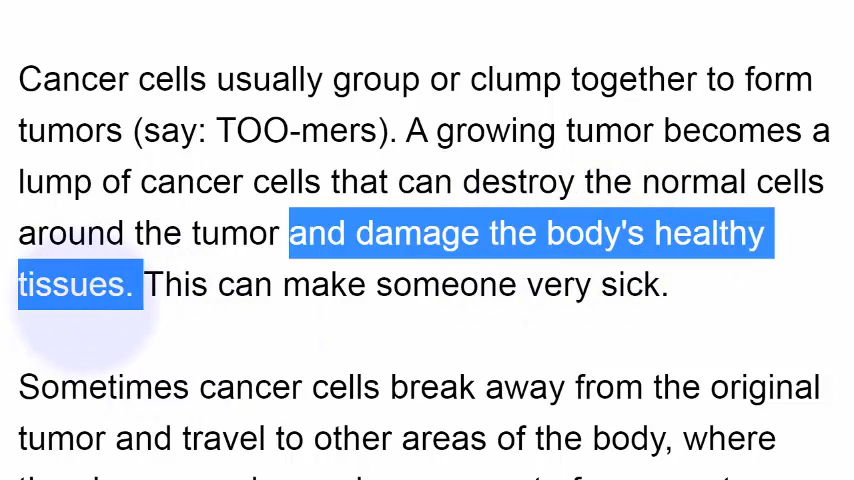 Cancer cells usually group or clump together to form
tumors (say: TOO-mers). A growing tumor becomes a
lump of cancer cells that can destroy the normal cells
around the tumor and damage the body's healthy
tissues. This can make someone very sick.
Sometimes cancer cells break away from the original
tumor and travel to other areas of the body, where